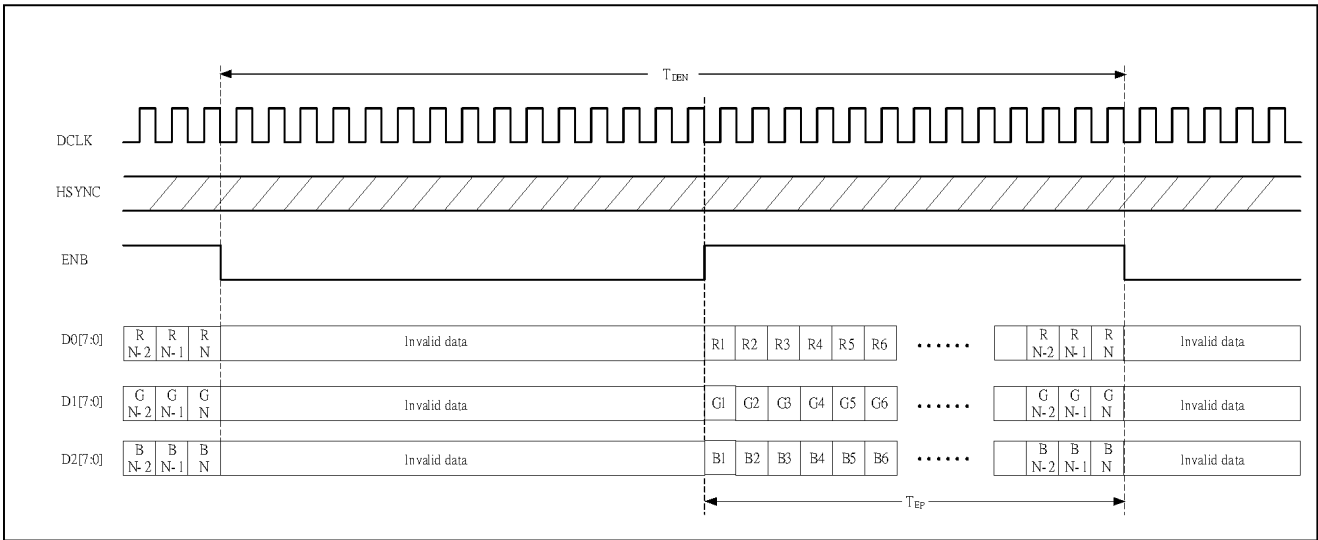 T_DEN
DCLK
HSYNC
ENB
D0[7:0] R N-2 R N-1 R N Invalid data R1 R2 R3 R4 R5 R6 ...... R N-2 R N-1 R N Invalid data
D1[7:0] G N-2 G N-1 G N Invalid data G1 G2 G3 G4 G5 G6 ...... G N-2 G N-1 G N Invalid data
D2[7:0] B N-2 B N-1 B N Invalid data B1 B2 B3 B4 B5 B6 ...... B N-2 B N-1 B N Invalid data
T_EP